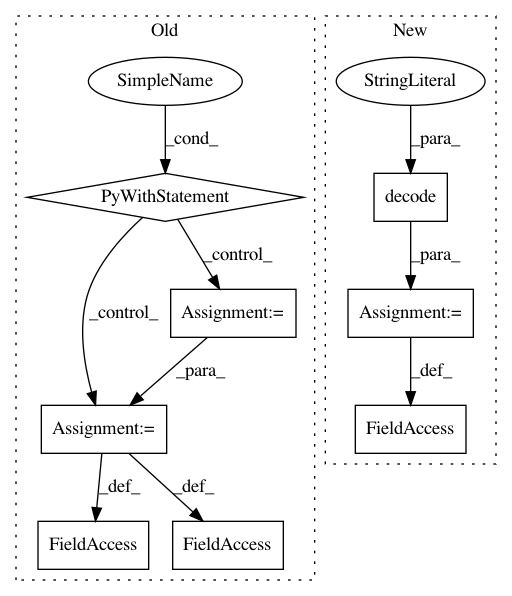 Old
New
SimpleName
StringLiteral
_cond_
_para_
PyWithStatement
decode
_control_
_para_
_control_
Assignment:=
Assignment:=
_para_
_def_
Assignment:=
FieldAccess
_def_
_def_
FieldAccess
FieldAccess